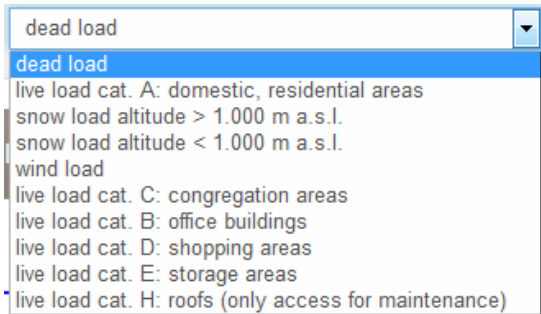 dead load
dead load
live load cat. A: domestic, residential areas
snow load altitude > 1.000 m a.s.l.
snow load altitude < 1.000 m a.s.l.
wind load
live load cat. C: congregation areas
live load cat. B: office buildings
live load cat. D: shopping areas
live load cat. E: storage areas
live load cat. H: roofs (only access for maintenance)